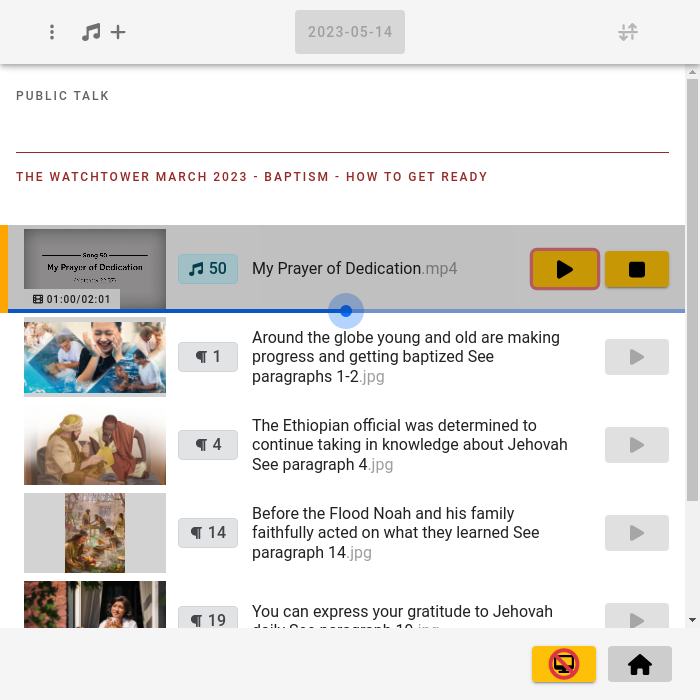 2023-05-14
PUBLIC TALK
THE WATCHTOWER MARCH 2023 - BAPTISM - HOW TO GET READY
Song 50
My Prayer of Dedication
01:00/02:01
50
My Prayer of Dedication.mp4
¶ 1
Around the globe young and old are making
progress and getting baptized See
paragraphs 1-2.jpg
¶ 4
The Ethiopian official was determined to
continue taking in knowledge about Jehovah
See paragraph 4.jpg
¶ 14
Before the Flood Noah and his family
faithfully acted on what they learned See
paragraph 14.jpg
¶ 19
You can express your gratitude to Jehovah
daily See paragraph 19.jpg